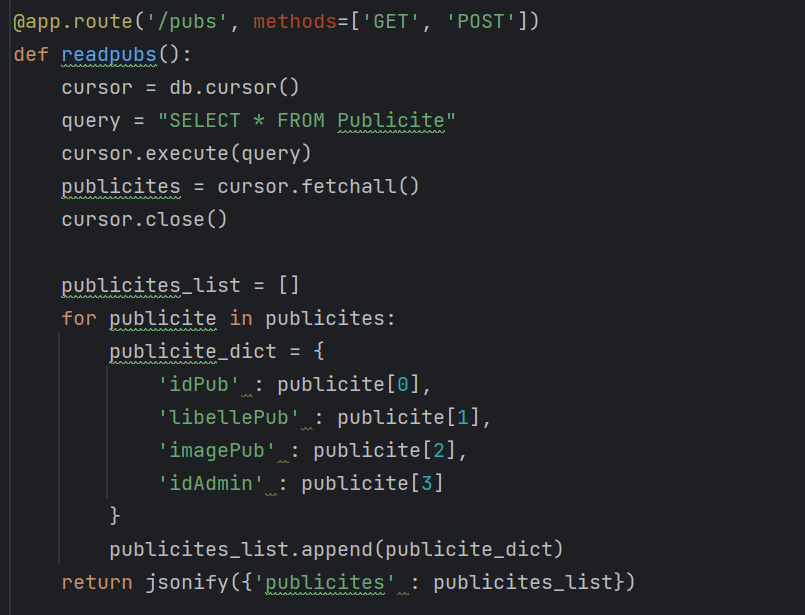 @app.route('/pubs', methods=['GET', 'POST'])
def readpubs():
    cursor = db.cursor()
    query = "SELECT * FROM Publicite"
    cursor.execute(query)
    publicites = cursor.fetchall()
    cursor.close()

    publicites_list = []
    for publicite in publicites:
        publicite_dict = {
            'idPub' : publicite[0],
            'libellePub' : publicite[1],
            'imagePub' : publicite[2],
            'idAdmin' : publicite[3]
        }
        publicites_list.append(publicite_dict)
    return jsonify({'publicites' : publicites_list})